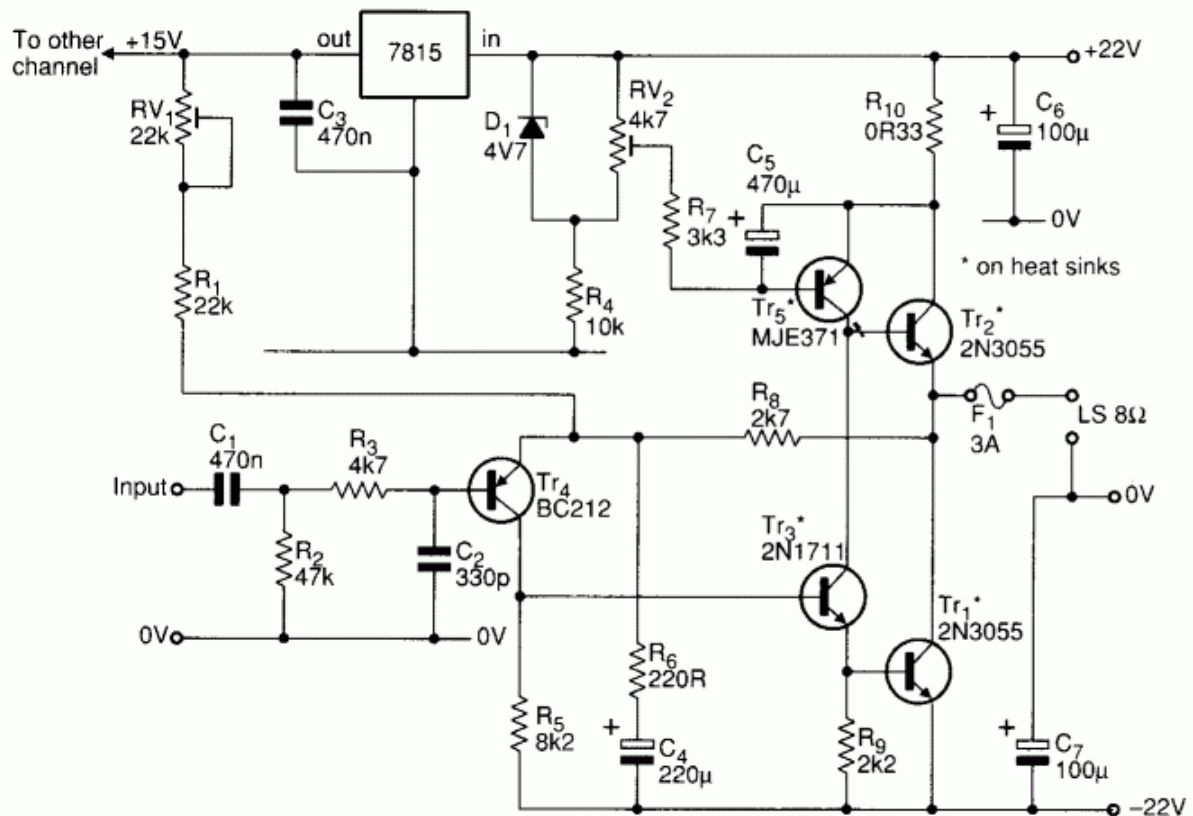 To other
channel
+15V
out
7815
in
+22V
RV₁
22k
C₃
470n
D₁
4V7
RV₂
4k7
R₁₀
0R33
+
C₆
100µ
C₅
470µ
+
R₇
3k3
0V
* on heat sinks
R₁
22k
R₄
10k
Tr₅*
MJE371
Tr₂*
2N3055
R₈
2k7
F₁
3A
LS 8Ω
C₁
470n
R₃
4k7
Input
Tr₄
BC212
0V
R₂
47k
C₂
330p
Tr₃*
2N1711
0V
0V
Tr₁*
2N3055
R₆
220R
R₅
8k2
+
C₄
220µ
R₉
2k2
+
C₇
100µ
−22V